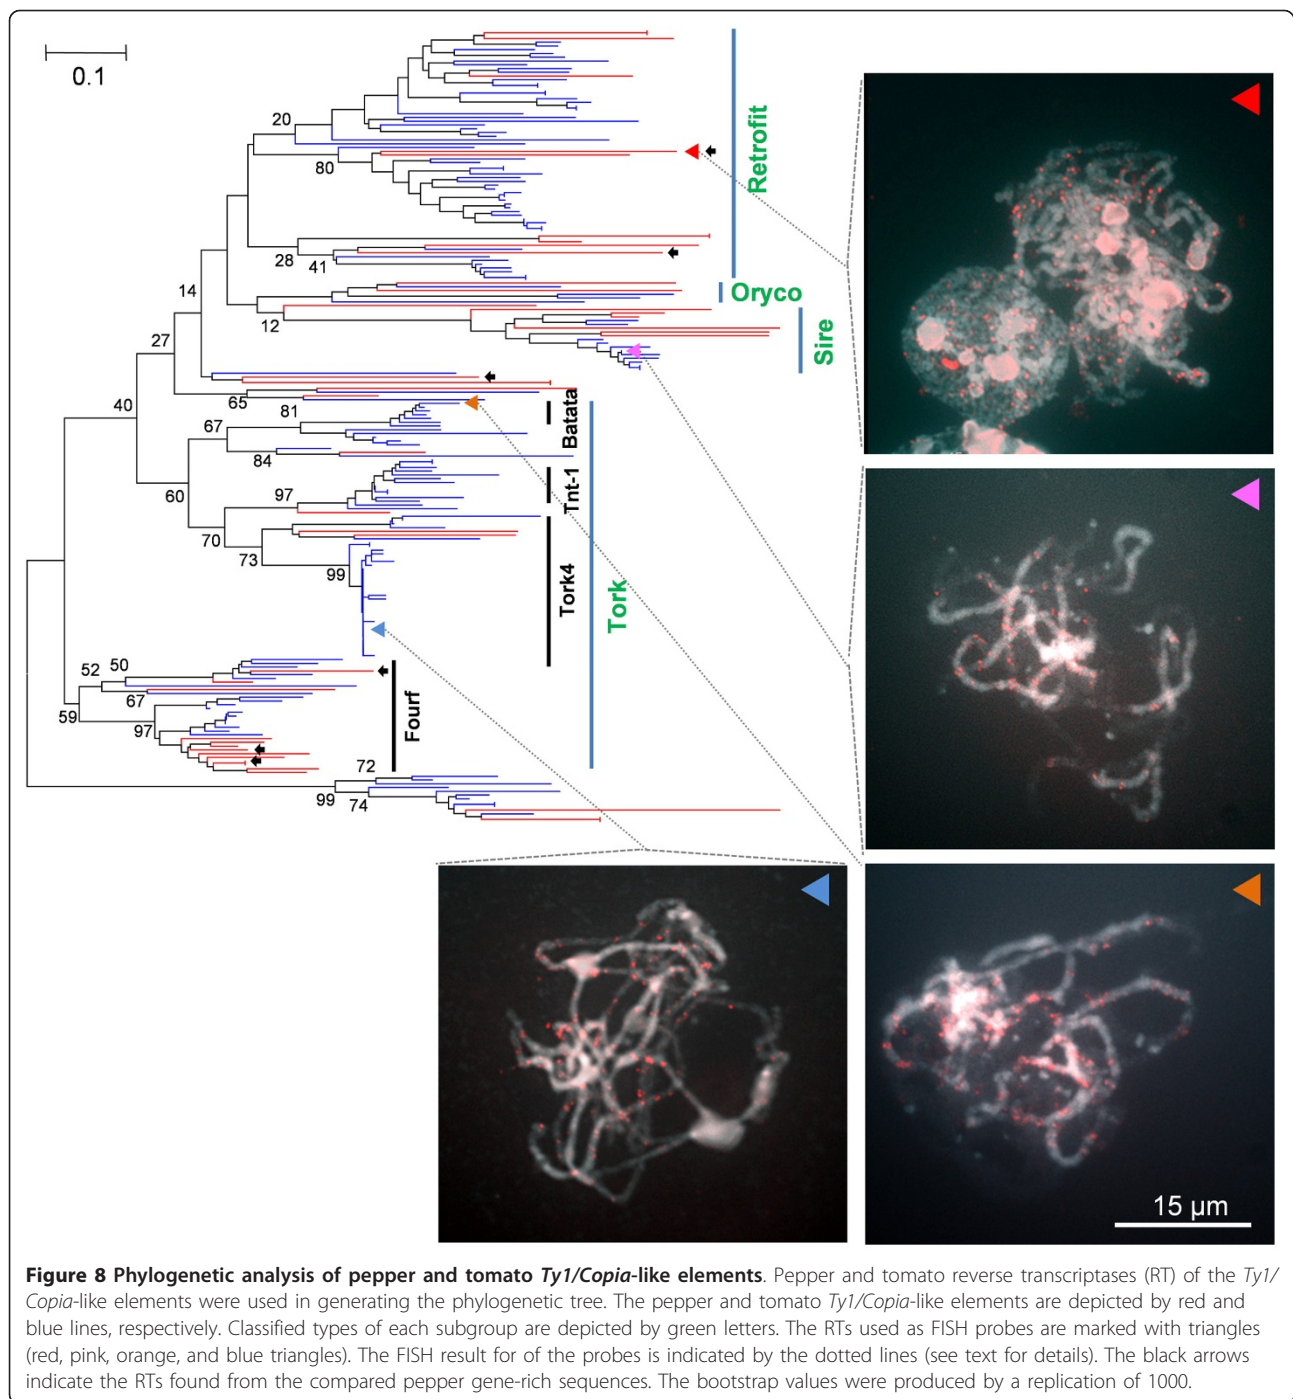 0.1
20
80
28
41
14
12
27
40
65
81
67
84
60
97
70
73
99
52
50
67
59
97
72
99
74
Retrofit
Oryco
Sire
Batata
Tnt-1
Tork4
Tork
Fourf
15 µm
Figure 8 Phylogenetic analysis of pepper and tomato Ty1/Copia-like elements. Pepper and tomato reverse transcriptases (RT) of the Ty1/
Copia-like elements were used in generating the phylogenetic tree. The pepper and tomato Ty1/Copia-like elements are depicted by red and
blue lines, respectively. Classified types of each subgroup are depicted by green letters. The RTs used as FISH probes are marked with triangles
(red, pink, orange, and blue triangles). The FISH result for of the probes is indicated by the dotted lines (see text for details). The black arrows
indicate the RTs found from the compared pepper gene-rich sequences. The bootstrap values were produced by a replication of 1000.